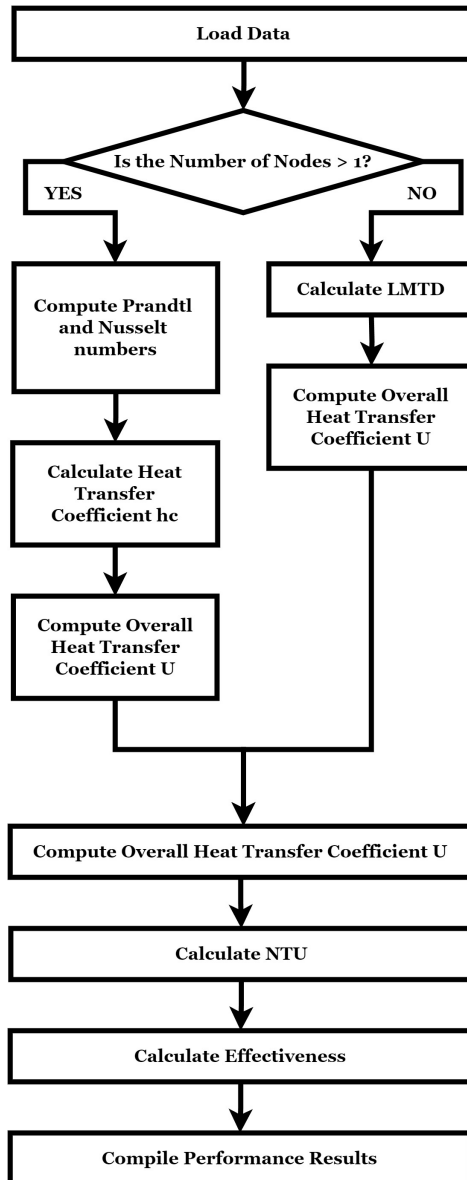 Load Data
Is the Number of Nodes > 1?
YES
NO
Compute Prandtl
and Nusselt
numbers
Calculate Heat
Transfer
Coefficient hc
Compute Overall
Heat Transfer
Coefficient U
Calculate LMTD
Compute Overall
Heat Transfer
Coefficient U
Compute Overall Heat Transfer Coefficient U
Calculate NTU
Calculate Effectiveness
Compile Performance Results